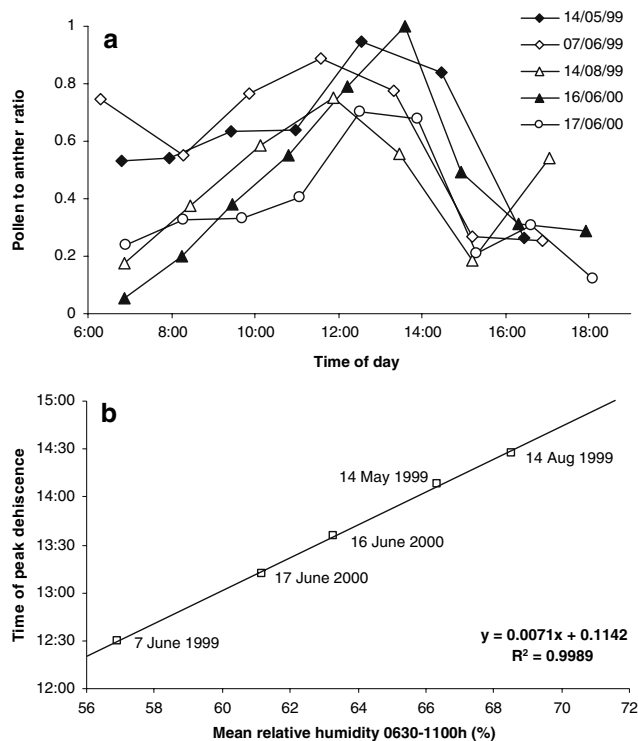 a
14/05/99
07/06/99
14/08/99
16/06/00
17/06/00
Pollen to anther ratio
1
0.8
0.6
0.4
0.2
0
6:00 8:00 10:00 12:00 14:00 16:00 18:00
Time of day
b
Time of peak dehiscence
15:00
14:30
14:00
13:30
13:00
12:30
12:00
14 May 1999
14 Aug 1999
16 June 2000
17 June 2000
7 June 1999
y = 0.0071x + 0.1142
R² = 0.9989
56 58 60 62 64 66 68 70 72
Mean relative humidity 0630-1100h (%)